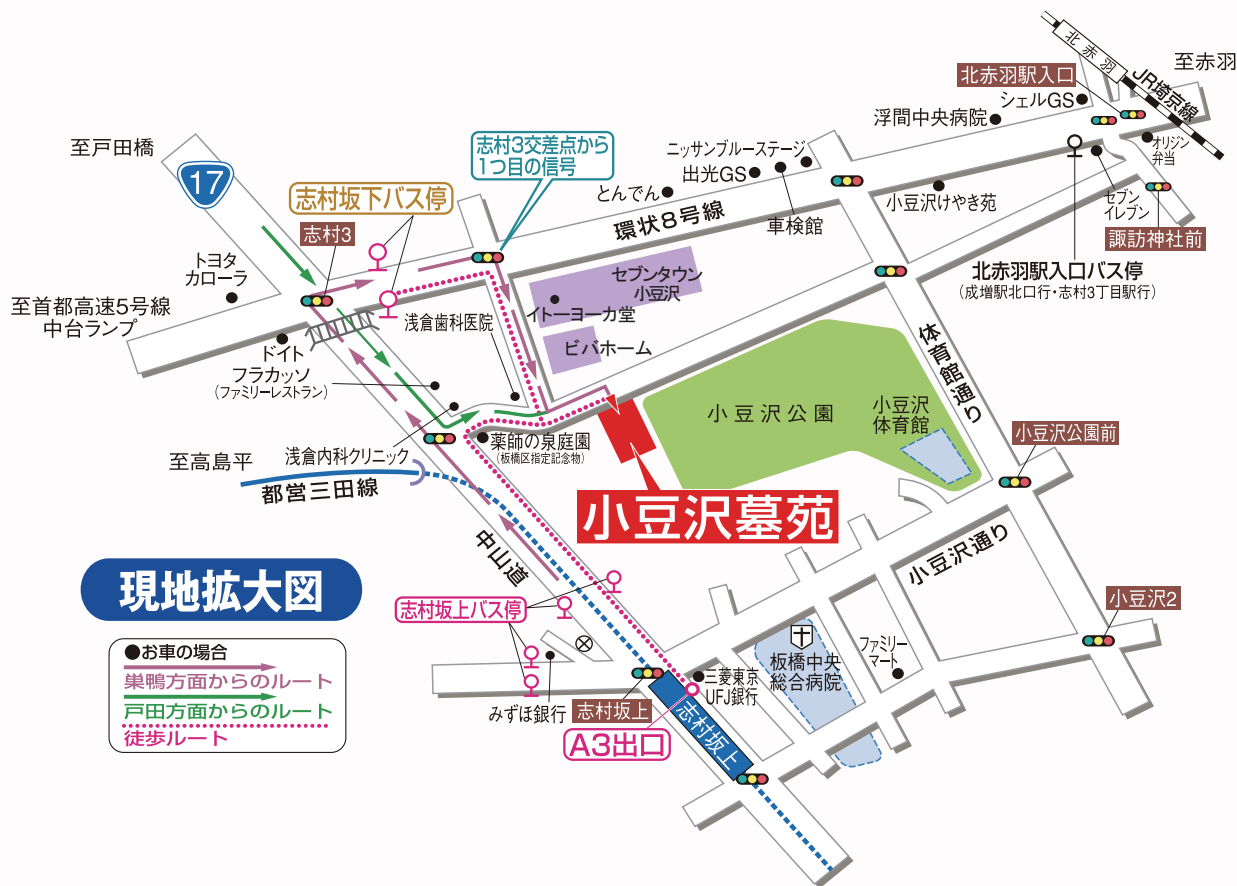 北赤羽
至赤羽
北赤羽駅入口
JR埼京線
シェルGS
浮間中央病院
オリジン
弁当
至戸田橋
17
志村3交差点から
1つ目の信号
ニッサンブルーステージ
出光GS
とんでん
車検館
環状8号線
小豆沢けやき苑
セブン
イレブン
諏訪神社前
志村坂下バス停
志村3
トヨタ
カローラ
北赤羽駅入口バス停
(成増駅北口行・志村3丁目駅行)
至首都高速5号線
中台ランプ
セブンタウン
小豆沢
イトーヨーカ堂
ビバホーム
浅倉歯科医院
ドイト
フラカッソ
(ファミリーレストラン)
体育館通り
小豆沢公園
小豆沢
体育館
小豆沢公園前
薬師の泉庭園
(板橋区指定記念物)
浅倉内科クリニック
至高島平
都営三田線
小豆沢墓苑
中山道
小豆沢通り
現地拡大図
志村坂上バス停
小豆沢2
●お車の場合
巣鴨方面からのルート
戸田方面からのルート
徒歩ルート
板橋中央
総合病院
ファミリー
マート
三菱東京
UFJ銀行
みずほ銀行
志村坂上
A3出口
志村坂上